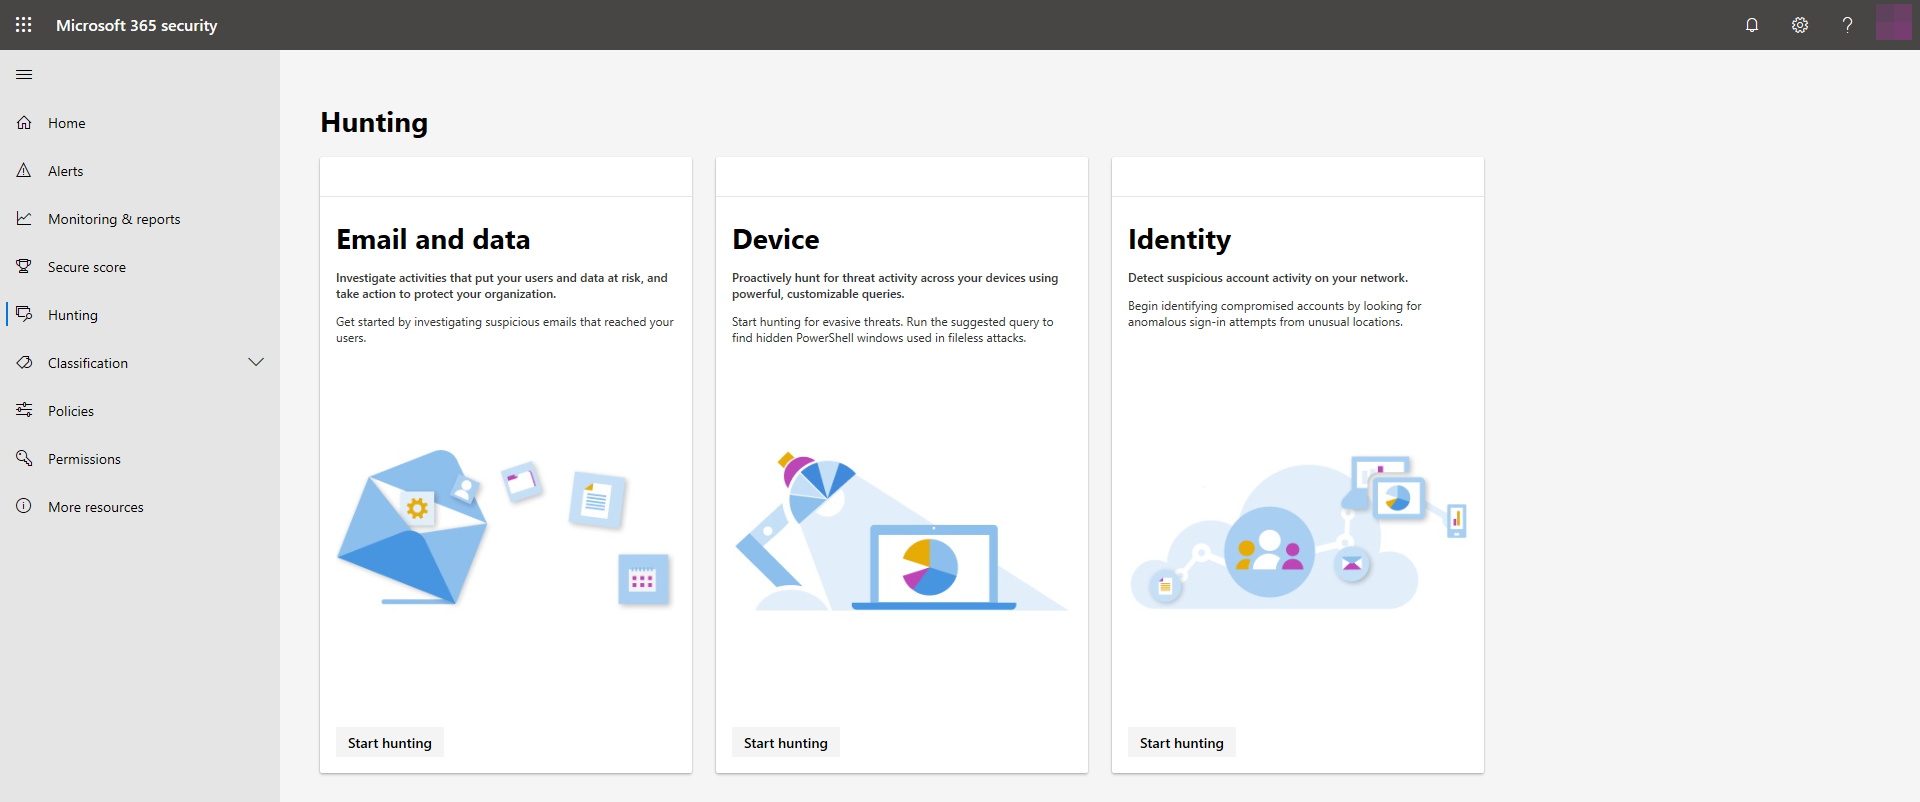 Microsoft 365 security
Home
Alerts
Monitoring & reports
Secure score
Hunting
Classification
Policies
Permissions
More resources
Hunting
Email and data
Investigate activities that put your users and data at risk, and
take action to protect your organization.
Get started by investigating suspicious emails that reached your
users.
Start hunting
Device
Proactively hunt for threat activity across your devices using
powerful, customizable queries.
Start hunting for evasive threats. Run the suggested query to
find hidden PowerShell windows used in fileless attacks.
Start hunting
Identity
Detect suspicious account activity on your network.
Begin identifying compromised accounts by looking for
anomalous sign-in attempts from unusual locations.
Start hunting